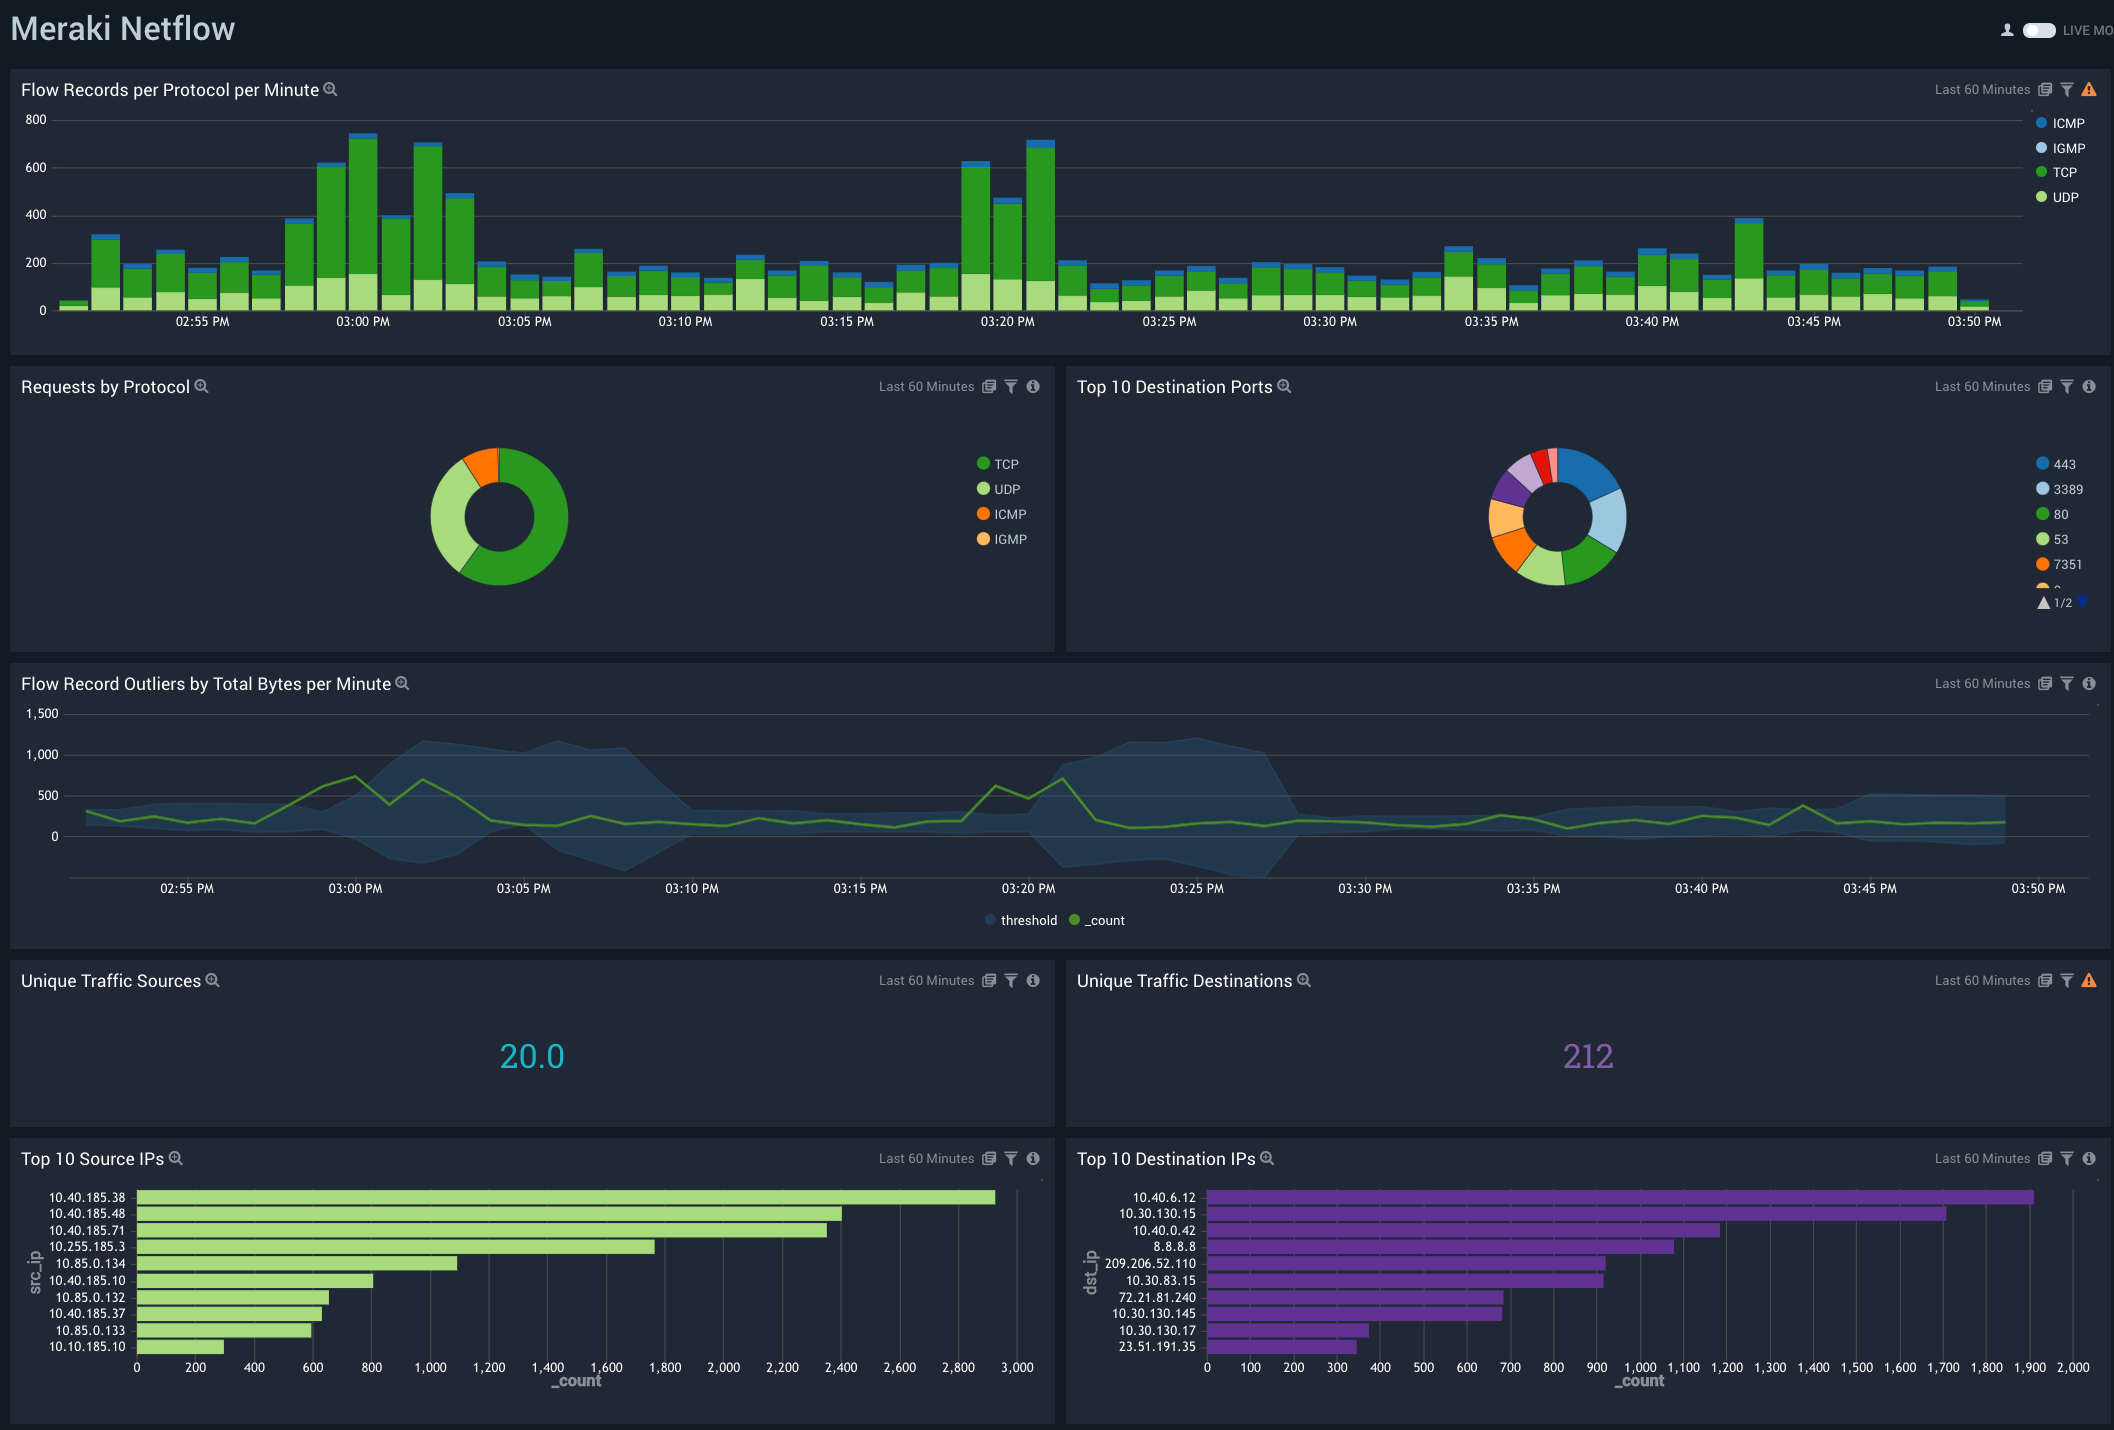 Meraki Netflow
LIVE MO
Flow Records per Protocol per Minute
Last 60 Minutes
800
600
400
200
0
02:55 PM 03:00 PM 03:05 PM 03:10 PM 03:15 PM 03:20 PM 03:25 PM 03:30 PM 03:35 PM 03:40 PM 03:45 PM 03:50 PM
ICMP
IGMP
TCP
UDP
Requests by Protocol
Last 60 Minutes
TCP
UDP
ICMP
IGMP
Top 10 Destination Ports
Last 60 Minutes
443
3389
80
53
7351
1/2
Flow Record Outliers by Total Bytes per Minute
Last 60 Minutes
1,500
1,000
500
0
02:55 PM 03:00 PM 03:05 PM 03:10 PM 03:15 PM 03:20 PM 03:25 PM 03:30 PM 03:35 PM 03:40 PM 03:45 PM 03:50 PM
threshold _count
Unique Traffic Sources
Last 60 Minutes
20.0
Unique Traffic Destinations
Last 60 Minutes
212
Top 10 Source IPs
Last 60 Minutes
src_ip
10.40.185.38
10.40.185.48
10.40.185.71
10.255.185.3
10.85.0.134
10.40.185.10
10.85.0.132
10.40.185.37
10.85.0.133
10.10.185.10
0 200 400 600 800 1,000 1,200 1,400 1,600 1,800 2,000 2,200 2,400 2,600 2,800 3,000
_count
Top 10 Destination IPs
Last 60 Minutes
dst_ip
10.40.6.12
10.30.130.15
10.40.0.42
8.8.8.8
209.206.52.110
10.30.83.15
72.21.81.240
10.30.130.145
10.30.130.17
23.51.191.35
0 100 200 300 400 500 600 700 800 900 1,000 1,100 1,200 1,300 1,400 1,500 1,600 1,700 1,800 1,900 2,000
_count